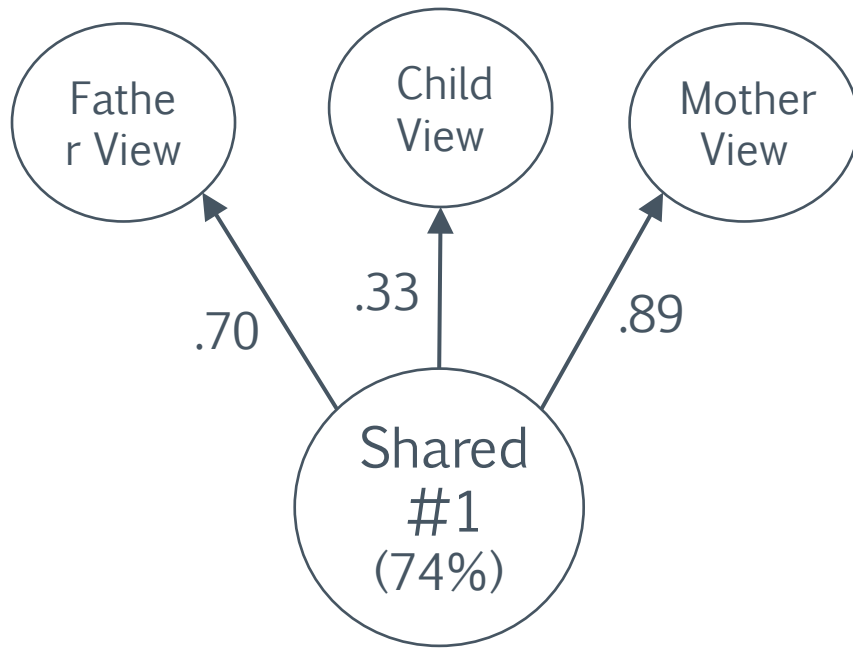 Fathe
r View
Child
View
Mother
View
.70
.33
.89
Shared
#1
(74%)